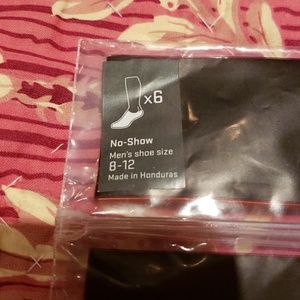 x6
No-Show
Men's shoe size
8-12
Made in Honduras